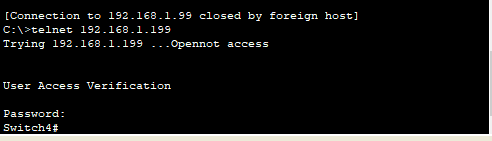 [Connection to 192.168.1.99 closed by foreign host]
C:\>telnet 192.168.1.199
Trying 192.168.1.199 ...Opennot access
User Access Verification
Password:
Switch4#